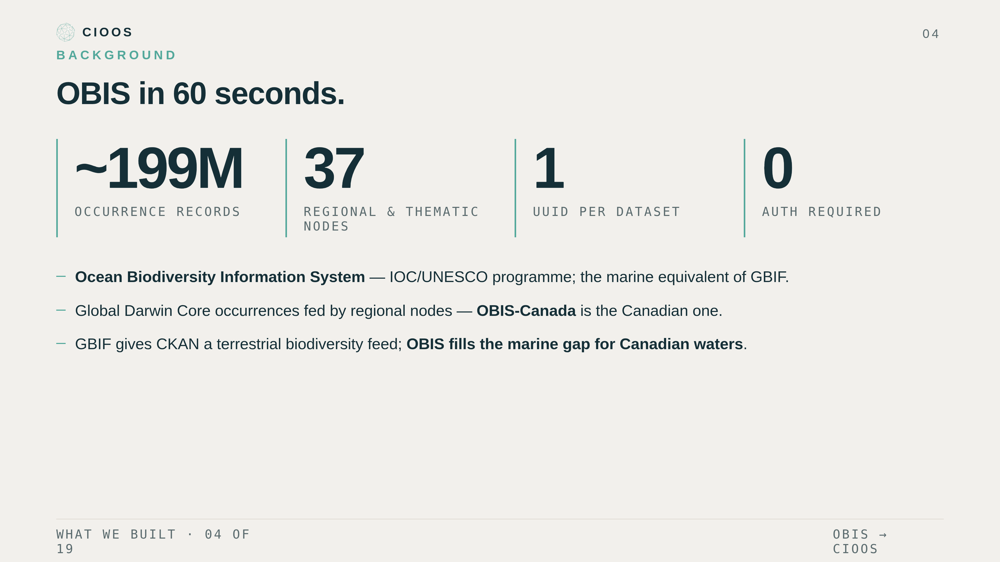 CIOOS
04
BACKGROUND
OBIS in 60 seconds.
~199M
OCCURRENCE RECORDS
37
REGIONAL & THEMATIC
NODES
1
UUID PER DATASET
0
AUTH REQUIRED
Ocean Biodiversity Information System — IOC/UNESCO programme; the marine equivalent of GBIF.
Global Darwin Core occurrences fed by regional nodes — OBIS-Canada is the Canadian one.
GBIF gives CKAN a terrestrial biodiversity feed; OBIS fills the marine gap for Canadian waters.
WHAT WE BUILT · 04 OF
19
OBIS →
CIOOS